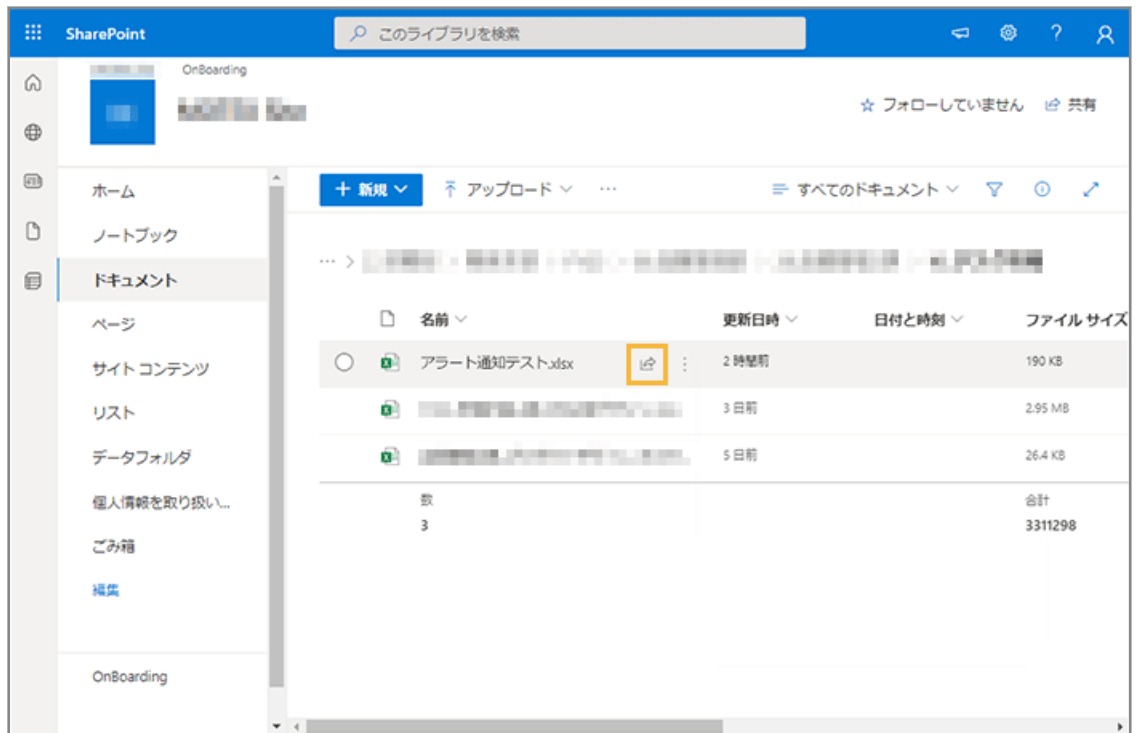 SharePoint
このライブラリを検索
?
OnBoarding
フォローしていません 共有
ホーム
ノートブック
ドキュメント
ページ
サイト コンテンツ
リスト
データフォルダ
個人情報を取り扱い...
ごみ箱
編集
OnBoarding
+ 新規 アップロード ... すべてのドキュメント
... >
名前 更新日時 日付と時刻 ファイル サイズ
アラート通知テスト.xlsx 2 時間前 190 KB
3 日前 2.95 MB
5 日前 26.4 KB
数 合計
3 3311298